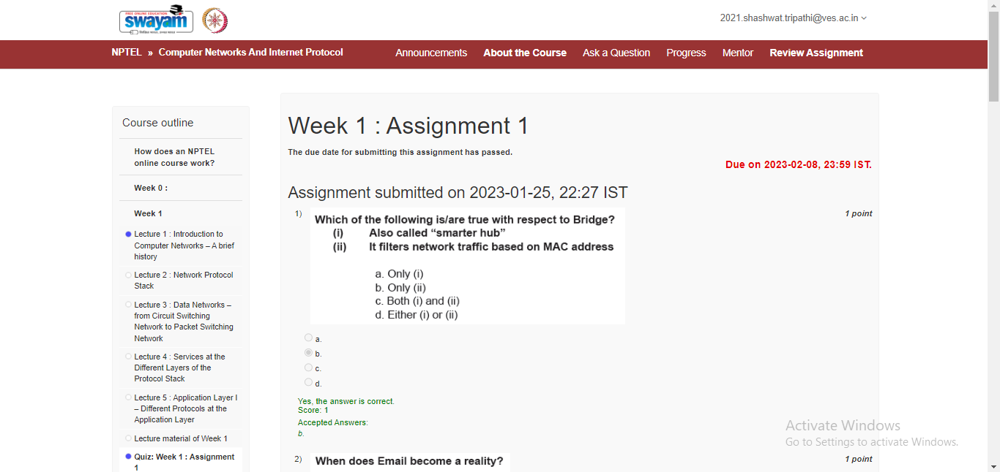 FREE ONLINE EDUCATION
swayam
2021.shashwat.tripathi@ves.ac.in
NPTEL » Computer Networks And Internet Protocol
Announcements About the Course Ask a Question Progress Mentor Review Assignment
Course outline
How does an NPTEL
online course work?
Week 0 :
Week 1
Lecture 1 : Introduction to
Computer Networks – A brief
history
Lecture 2 : Network Protocol
Stack
Lecture 3 : Data Networks –
from Circuit Switching
Network to Packet Switching
Network
Lecture 4 : Services at the
Different Layers of the
Protocol Stack
Lecture 5 : Application Layer I
– Different Protocols at the
Application Layer
Lecture material of Week 1
Quiz: Week 1 : Assignment
1
Week 1 : Assignment 1
The due date for submitting this assignment has passed.
Due on 2023-02-08, 23:59 IST.
Assignment submitted on 2023-01-25, 22:27 IST
1) 1 point
Which of the following is/are true with respect to Bridge?
(i) Also called “smarter hub”
(ii) It filters network traffic based on MAC address
a. Only (i)
b. Only (ii)
c. Both (i) and (ii)
d. Either (i) or (ii)
a.
b.
c.
d.
Yes, the answer is correct.
Score: 1
Accepted Answers:
b.
2) When does Email become a reality? 1 point
Activate Windows
Go to Settings to activate Windows.